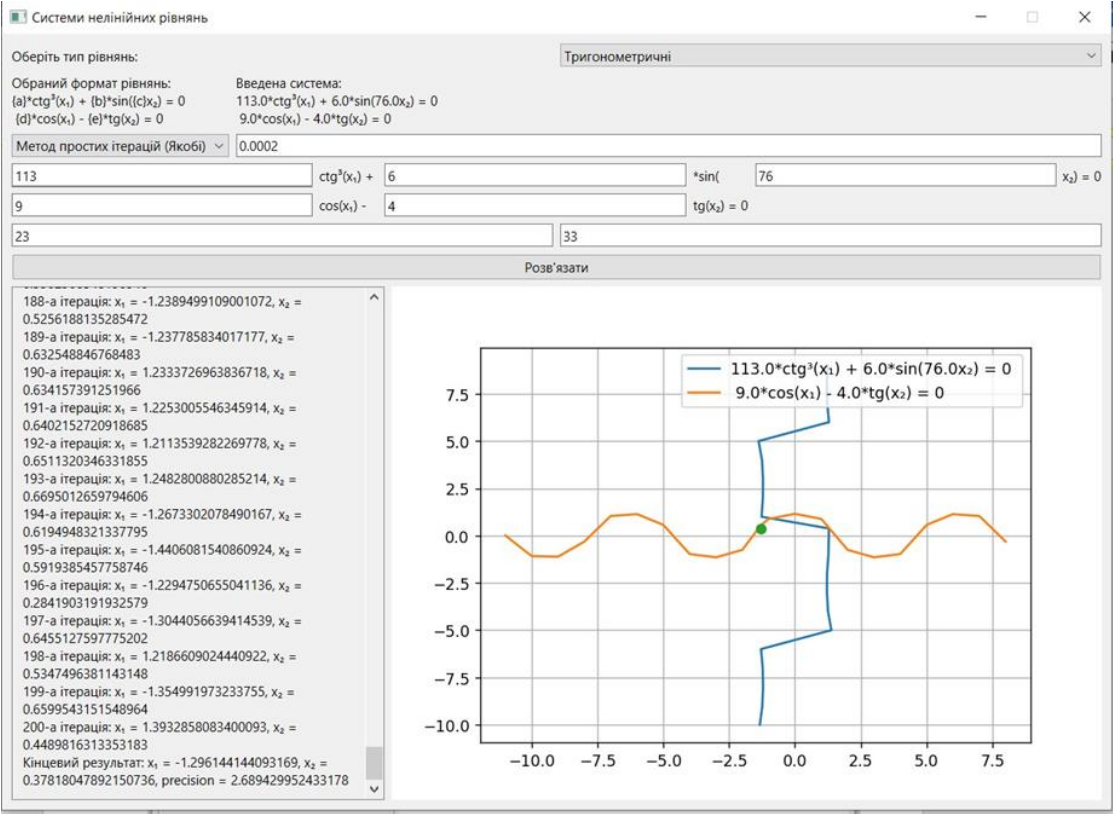 Системи нелінійних рівнянь
Оберіть тип рівнянь:
Тригонометричні
Обраний формат рівнянь:
{a}*ctg³(x₁) + {b}*sin({c}x₂) = 0
{d}*cos(x₁) - {e}*tg(x₂) = 0
Введена система:
113.0*ctg³(x₁) + 6.0*sin(76.0x₂) = 0
9.0*cos(x₁) - 4.0*tg(x₂) = 0
Метод простих ітерацій (Якобі)
0.0002
113 ctg³(x₁) + 6 *sin( 76 x₂) = 0
9 cos(x₁) - 4 tg(x₂) = 0
23 33
Розв'язати
188-а ітерація: x₁ = -1.2389499109001072, x₂ =
0.5256188135285472
189-а ітерація: x₁ = -1.237785834017177, x₂ =
0.632548846768483
190-а ітерація: x₁ = 1.2333726963836718, x₂ =
0.634157391251966
191-а ітерація: x₁ = 1.2253005546345914, x₂ =
0.6402152720918685
192-а ітерація: x₁ = 1.2113539282269778, x₂ =
0.6511320346331855
193-а ітерація: x₁ = 1.2482800880285214, x₂ =
0.6695012659794606
194-а ітерація: x₁ = -1.2673302078490167, x₂ =
0.6194948321337795
195-а ітерація: x₁ = -1.4406081540860924, x₂ =
0.5919385457758746
196-а ітерація: x₁ = -1.2294750655041136, x₂ =
0.2841903191932579
197-а ітерація: x₁ = -1.3044056639414539, x₂ =
0.6455127597775202
198-а ітерація: x₁ = 1.2186609024440922, x₂ =
0.5347496381143148
199-а ітерація: x₁ = -1.354991973233755, x₂ =
0.6599543151548964
200-а ітерація: x₁ = 1.3932858083400093, x₂ =
0.4489816313353183
Кінцевий результат: x₁ = -1.296144144093169, x₂ =
0.37818047892150736, precision = 2.689429952433178
113.0*ctg³(x₁) + 6.0*sin(76.0x₂) = 0
9.0*cos(x₁) - 4.0*tg(x₂) = 0
7.5
5.0
2.5
0.0
−2.5
−5.0
−7.5
−10.0
−10.0 −7.5 −5.0 −2.5 0.0 2.5 5.0 7.5